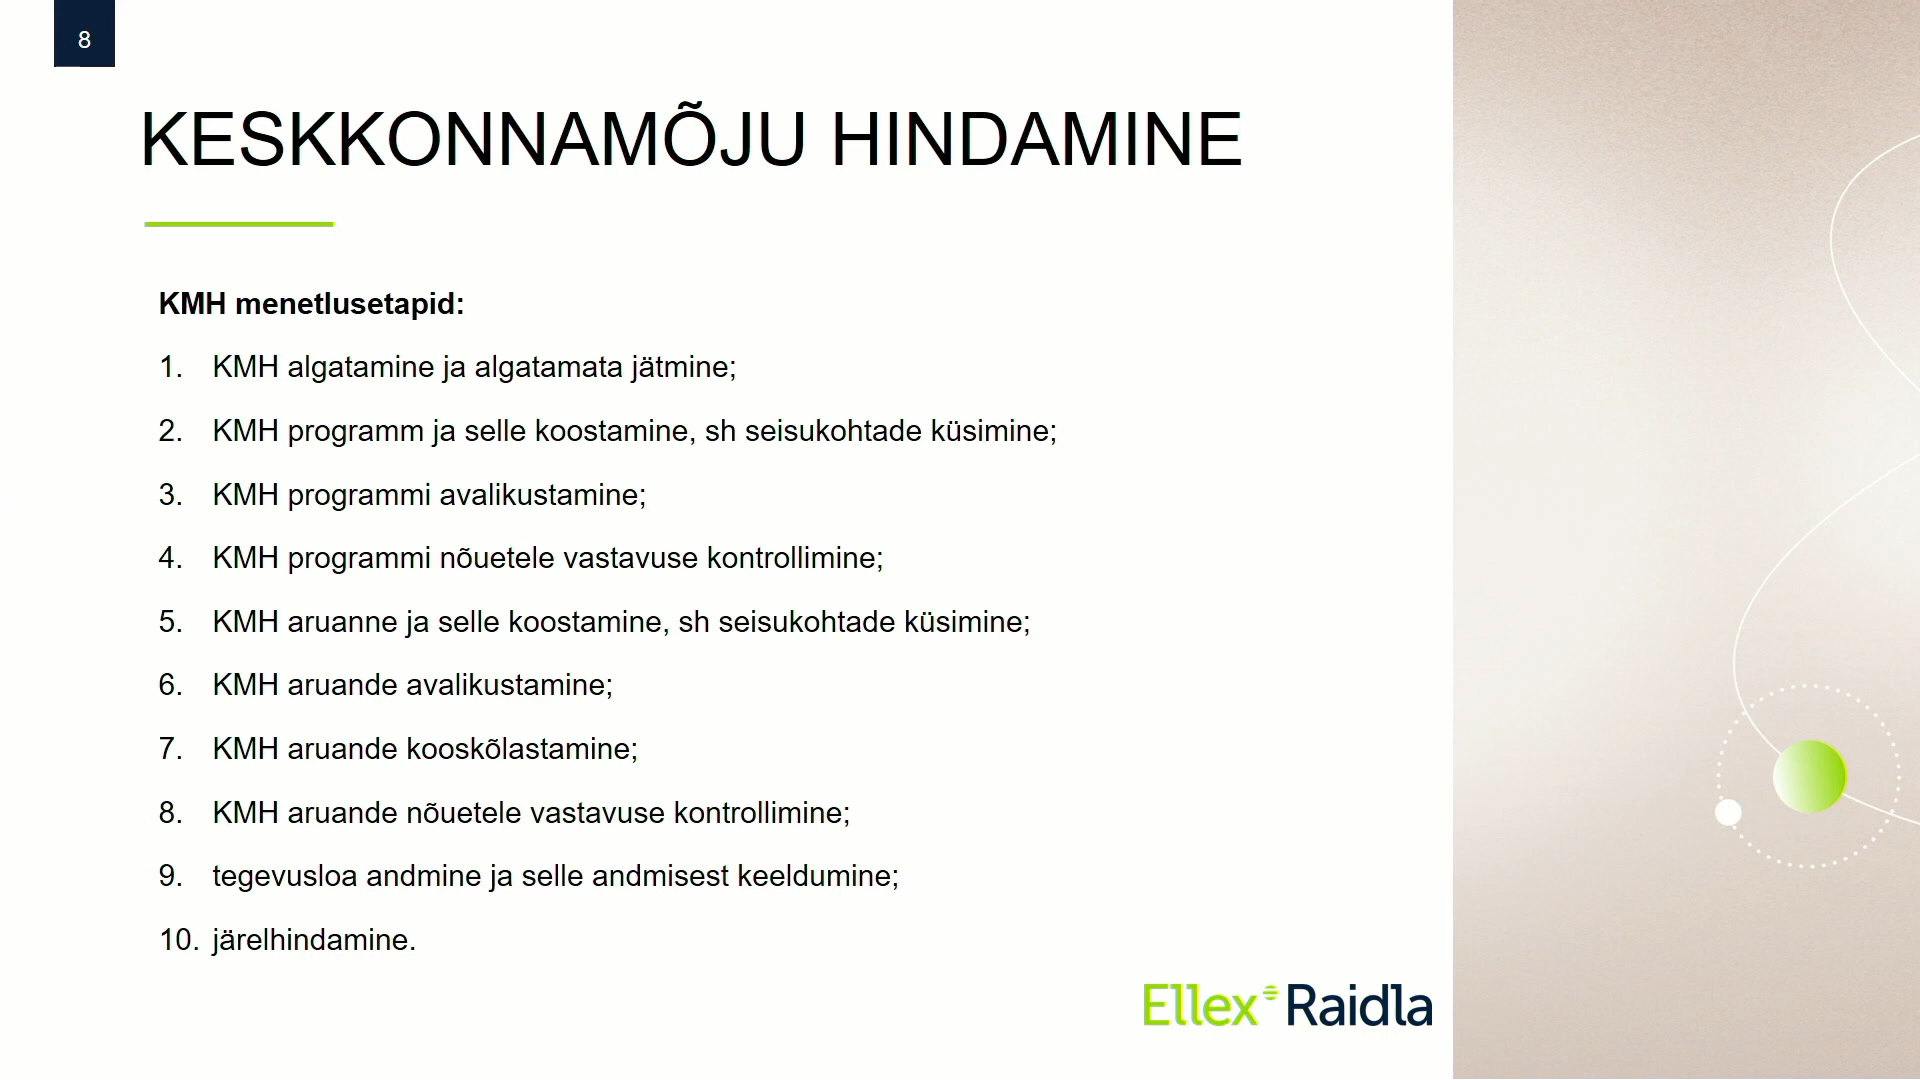 8
KESKKONNAMÕJU HINDAMINE
KMH menetlusetapid:
1. KMH algatamine ja algatamata jätmine;
2. KMH programm ja selle koostamine, sh seisukohtade küsimine;
3. KMH programmi avalikustamine;
4. KMH programmi nõuetele vastavuse kontrollimine;
5. KMH aruanne ja selle koostamine, sh seisukohtade küsimine;
6. KMH aruande avalikustamine;
7. KMH aruande kooskõlastamine;
8. KMH aruande nõuetele vastavuse kontrollimine;
9. tegevusloa andmine ja selle andmisest keeldumine;
10. järelhindamine.
Ellex Raidla